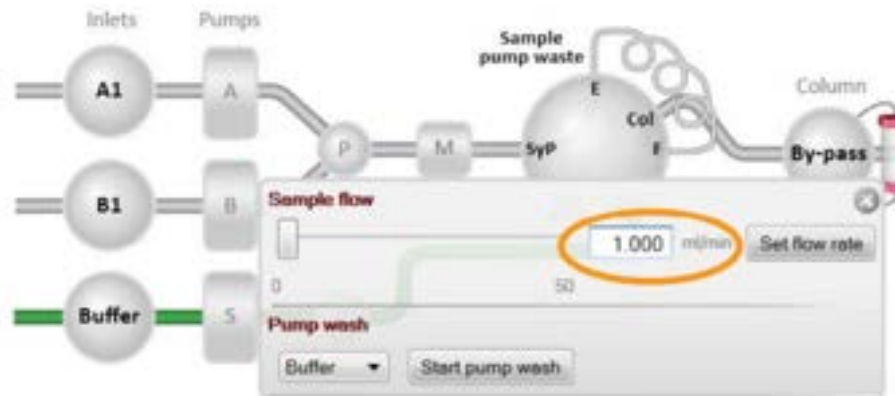 Inlets Pumps
Sample
pump waste
Column
A1 A E
Col
P M SyP F By-pass
B1 B
Sample flow
1.000 ml/min Set flow rate
0 50
Buffer S
Pump wash
Buffer Start pump wash